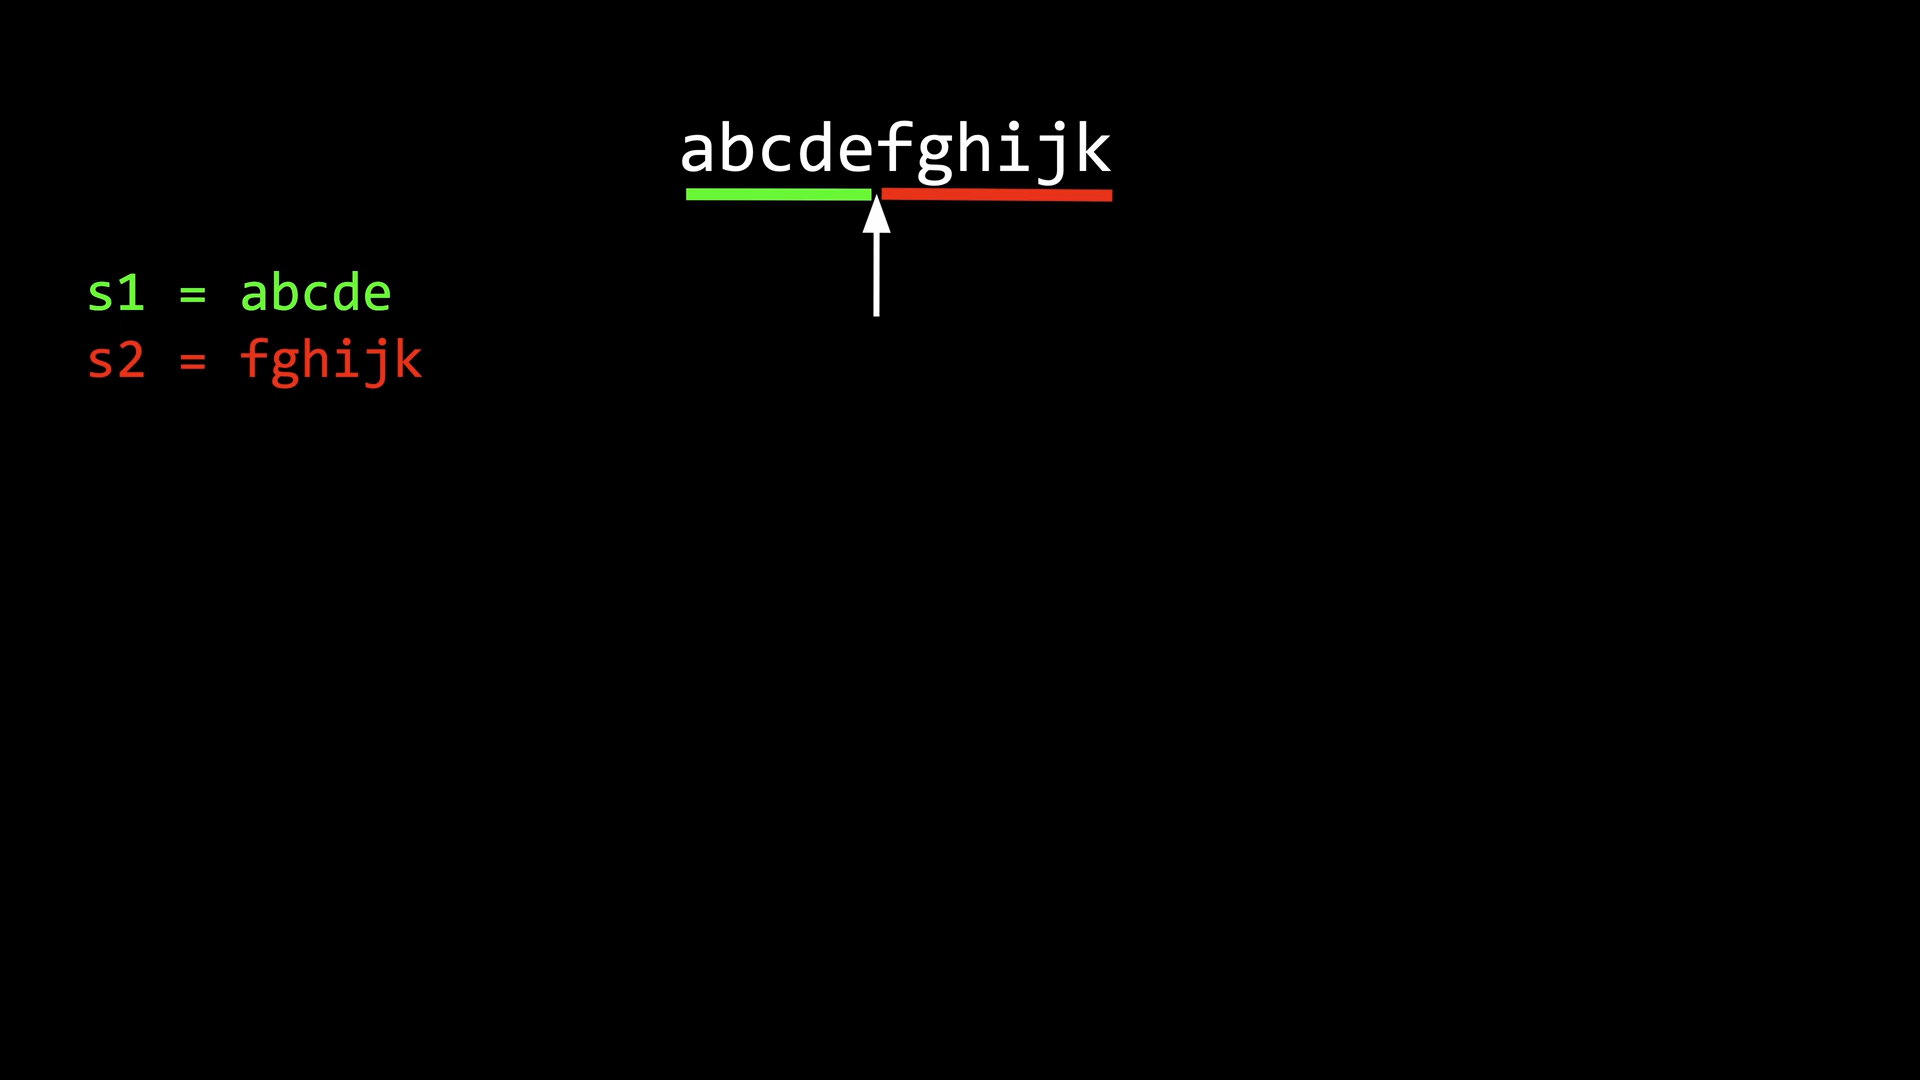 abcdefghijk
s1 = abcde
s2 = fghijk